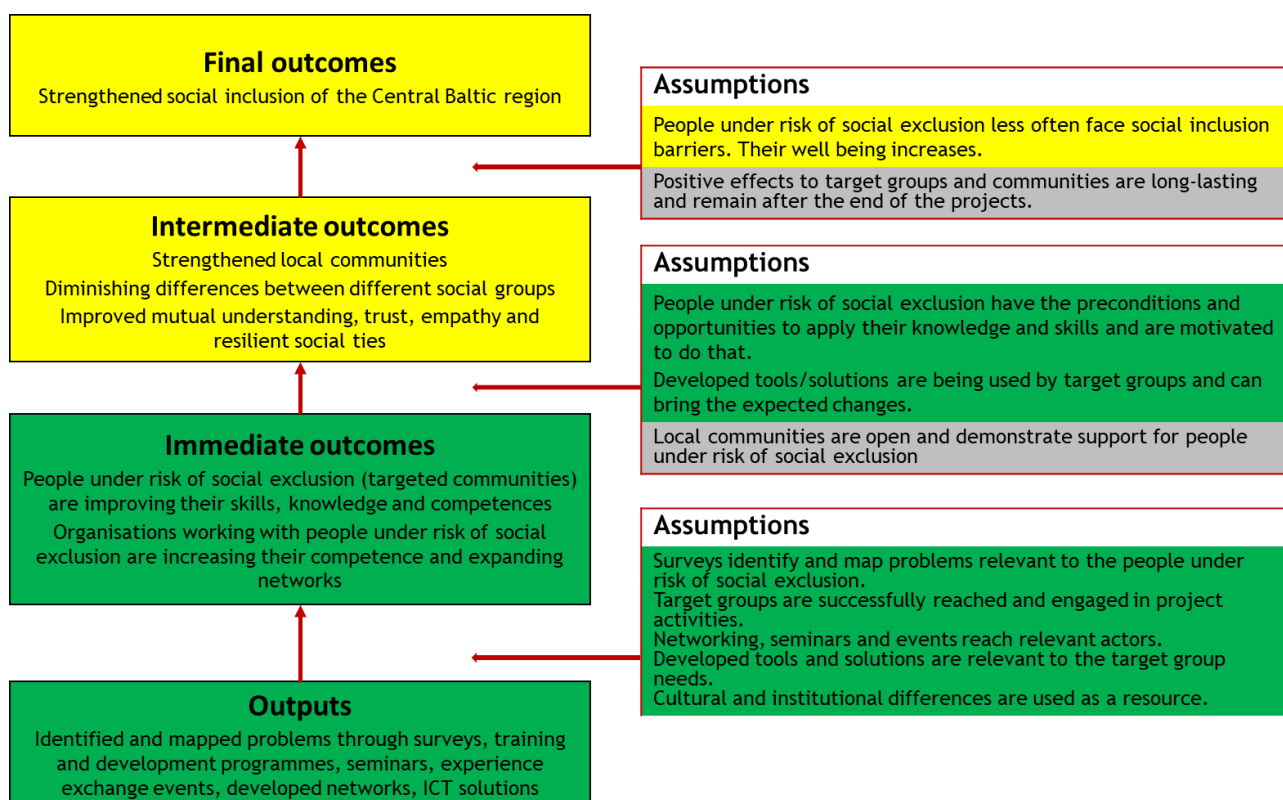 Final outcomes
Strengthened social inclusion of the Central Baltic region
Assumptions
People under risk of social exclusion less often face social inclusion
barriers. Their well being increases.
Positive effects to target groups and communities are long-lasting
and remain after the end of the projects.
Intermediate outcomes
Strengthened local communities
Diminishing differences between different social groups
Improved mutual understanding, trust, empathy and
resilient social ties
Assumptions
People under risk of social exclusion have the preconditions and
opportunities to apply their knowledge and skills and are motivated
to do that.
Developed tools/solutions are being used by target groups and can
bring the expected changes.
Local communities are open and demonstrate support for people
under risk of social exclusion
Immediate outcomes
People under risk of social exclusion (targeted communities)
are improving their skills, knowledge and competences
Organisations working with people under risk of social
exclusion are increasing their competence and expanding
networks
Assumptions
Surveys identify and map problems relevant to the people under
risk of social exclusion.
Target groups are successfully reached and engaged in project
activities.
Networking, seminars and events reach relevant actors.
Developed tools and solutions are relevant to the target group
needs.
Cultural and institutional differences are used as a resource.
Outputs
Identified and mapped problems through surveys, training
and development programmes, seminars, experience
exchange events, developed networks, ICT solutions